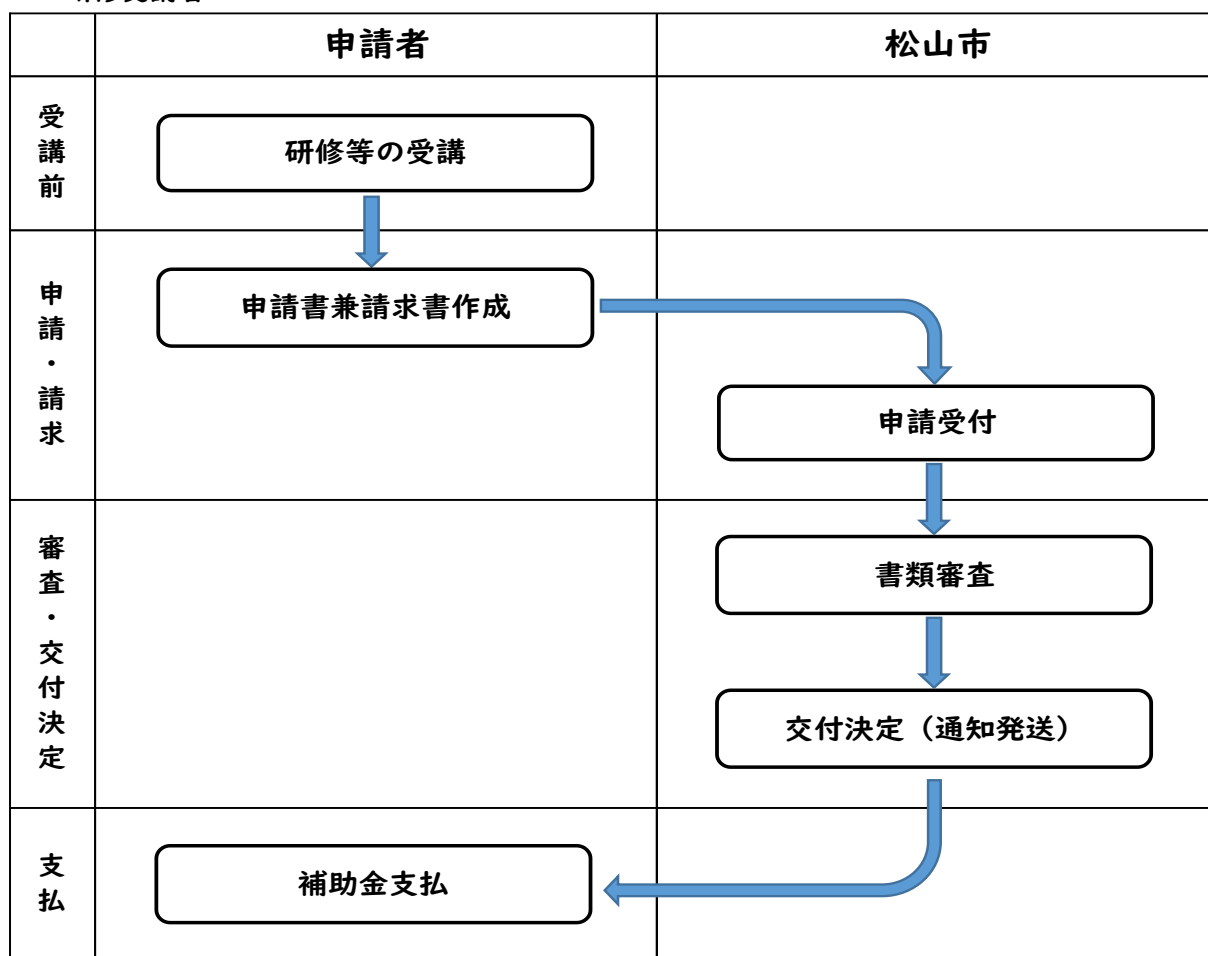 申請者
松山市
受講前
研修等の受講
申請・請求
申請書兼請求書作成
申請受付
審査・交付決定
書類審査
交付決定（通知発送）
支払
補助金支払